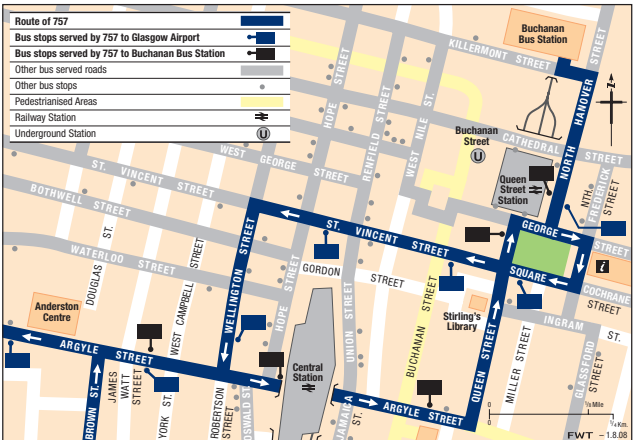 Route of 757
Bus stops served by 757 to Glasgow Airport
Bus stops served by 757 to Buchanan Bus Station
Other bus served roads
Other bus stops
Pedestrianised Areas
Railway Station
Underground Station
U
Buchanan
Bus Station
KILLERMONT STREET
STREET
NORTH HANOVER
N
HOPE STREET
RENFIELD STREET
WEST NILE ST.
Buchanan
Street
U
CATHEDRAL STREET
Queen
Street
Station
NTH. FREDERICK STREET
WEST GEORGE STREET
ST. VINCENT STREET
BOTHWELL STREET
WATERLOO STREET
DOUGLAS ST.
WEST CAMPBELL STREET
WELLINGTON STREET
ST. VINCENT STREET
GORDON STREET
HOPE STREET
GEORGE SQUARE
STREET
i
COCHRANE STREET
Anderston
Centre
ARGYLE STREET
BROWN ST.
JAMES WATT STREET
YORK ST.
ROBERTSON STREET
OSWALD ST.
Central
Station
UNION STREET
JAMAICA ST.
BUCHANAN STREET
Stirling's
Library
QUEEN STREET
MILLER STREET
INGRAM ST.
GLASSFORD STREET
ARGYLE STREET
0
⅛ Mile
0
¼ Km.
FWT – 1.8.08